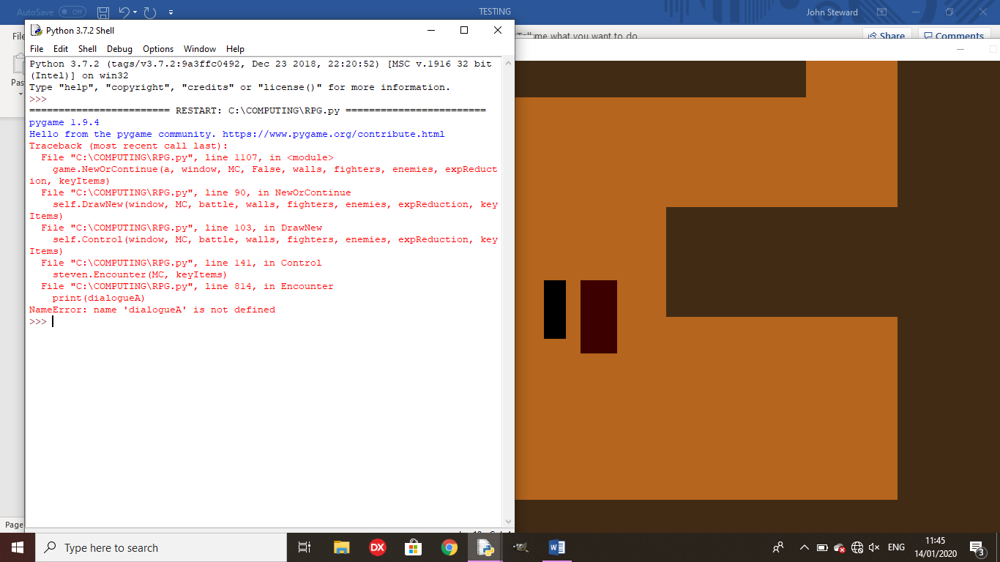 AutoSave Off TESTING John Steward
File
Tell me what you want to do Share Comments
Python 3.7.2 Shell
File Edit Shell Debug Options Window Help
Python 3.7.2 (tags/v3.7.2:9a3ffc0492, Dec 23 2018, 22:20:52) [MSC v.1916 32 bit
(Intel)] on win32
Type "help", "copyright", "credits" or "license()" for more information.
>>>
======================== RESTART: C:\COMPUTING\RPG.py ========================
pygame 1.9.4
Hello from the pygame community. https://www.pygame.org/contribute.html
Traceback (most recent call last):
File "C:\COMPUTING\RPG.py", line 1107, in <module>
game.NewOrContinue(a, window, MC, False, walls, fighters, enemies, expReduct
ion, keyItems)
File "C:\COMPUTING\RPG.py", line 90, in NewOrContinue
self.DrawNew(window, MC, battle, walls, fighters, enemies, expReduction, key
Items)
File "C:\COMPUTING\RPG.py", line 103, in DrawNew
self.Control(window, MC, battle, walls, fighters, enemies, expReduction, key
Items)
File "C:\COMPUTING\RPG.py", line 141, in Control
steven.Encounter(MC, keyItems)
File "C:\COMPUTING\RPG.py", line 814, in Encounter
print(dialogueA)
NameError: name 'dialogueA' is not defined
>>>
Page
Type here to search
DX
ENG
11:45
14/01/2020
3